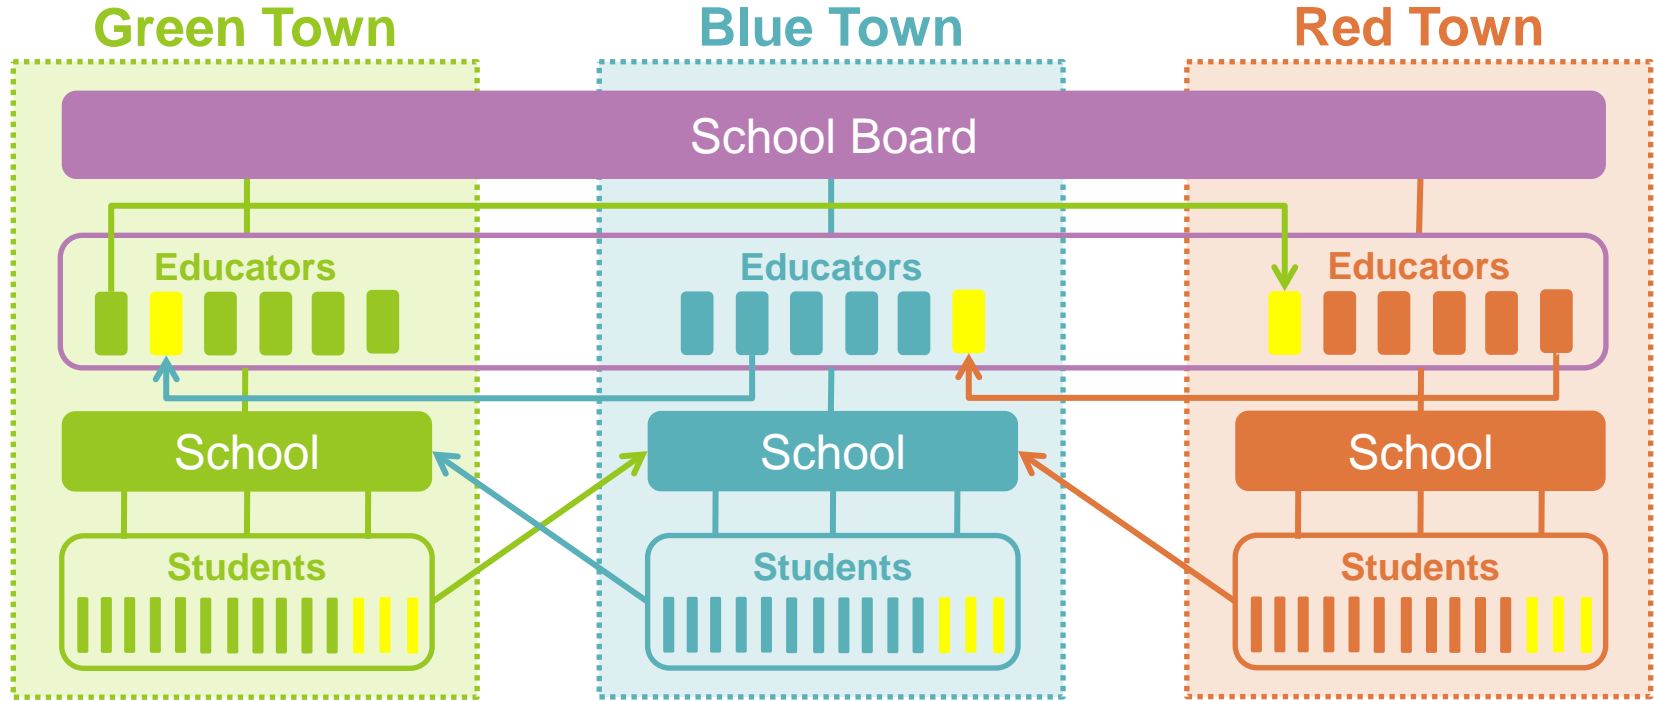 Green Town
Blue Town
Red Town
School Board
Educators
Educators
Educators
School
School
School
Students
Students
Students